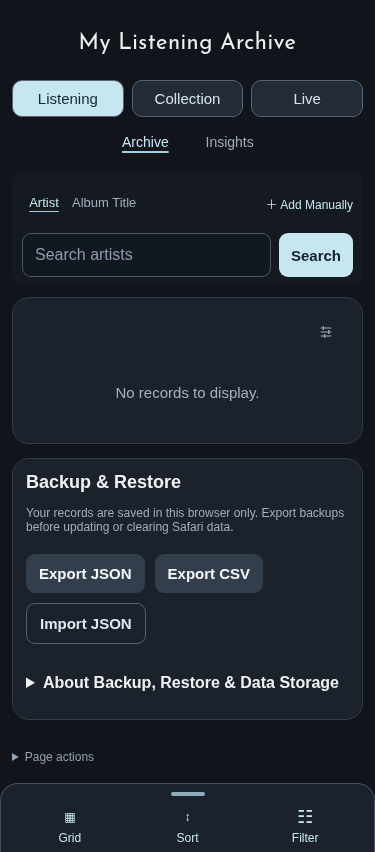 My Listening Archive
Listening
Collection
Live
Archive
Insights
Artist
Album Title
+ Add Manually
Search artists
Search
No records to display.
Backup & Restore
Your records are saved in this browser only. Export backups
before updating or clearing Safari data.
Export JSON
Export CSV
Import JSON
About Backup, Restore & Data Storage
Page actions
Grid
Sort
Filter